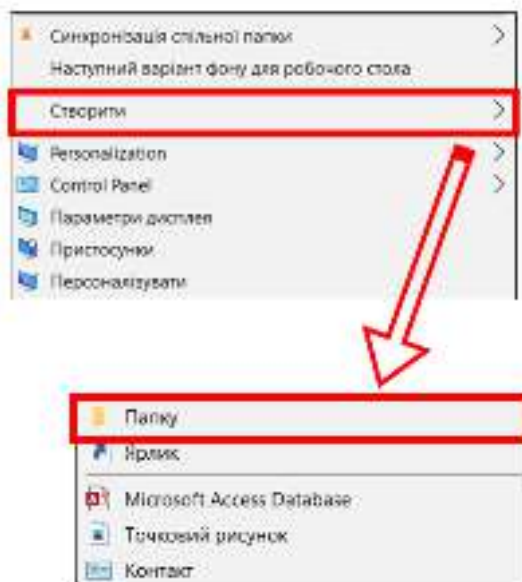 Синхронізація спільної папки
Наступний варіант фону для робочого стола
Створити
Personalization
Control Panel
Параметри дисплея
Пристосунки
Персоналізувати
Папку
Ярлик
Microsoft Access Database
Точковий рисунок
Контакт